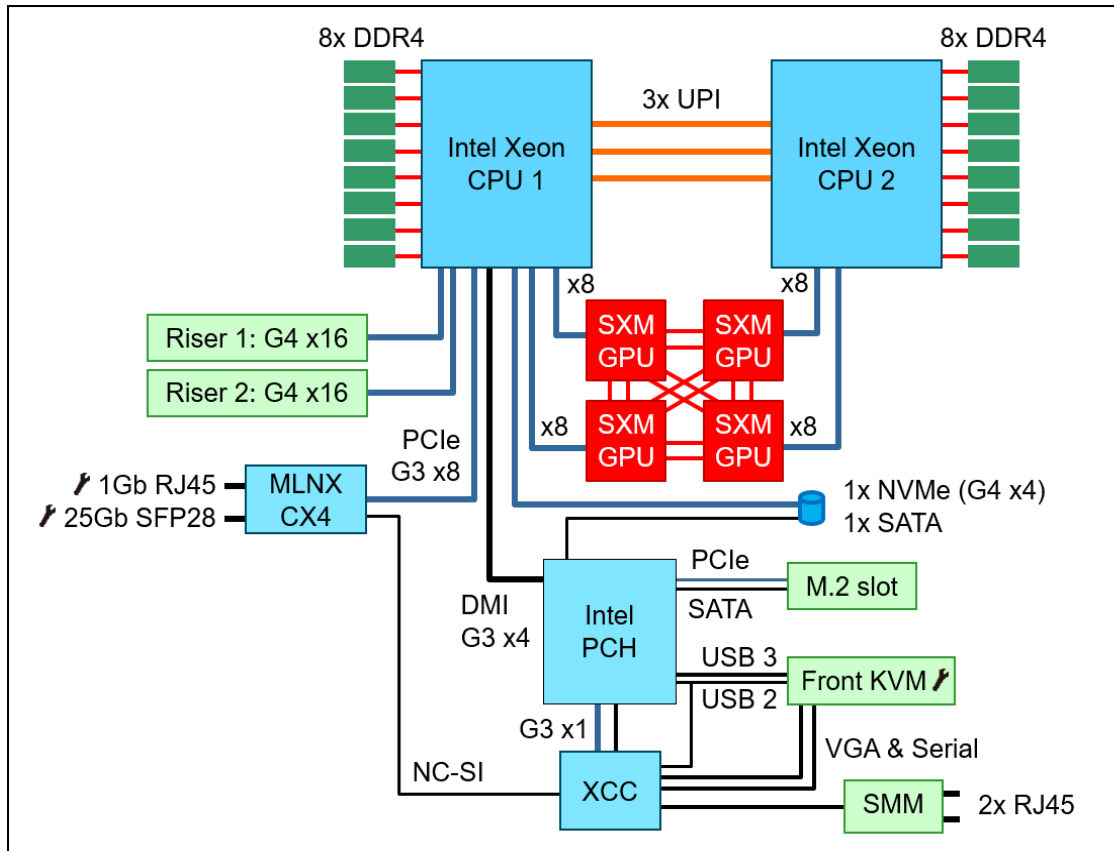 8x DDR4
8x DDR4
3x UPI
Intel Xeon
CPU 1
Intel Xeon
CPU 2
x8
x8
SXM
GPU
SXM
GPU
Riser 1: G4 x16
Riser 2: G4 x16
x8
SXM
GPU
SXM
GPU
x8
PCIe
G3 x8
1Gb RJ45
25Gb SFP28
MLNX
CX4
1x NVMe (G4 x4)
1x SATA
DMI
G3 x4
Intel
PCH
PCIe
SATA
M.2 slot
USB 3
USB 2
Front KVM
G3 x1
VGA & Serial
NC-SI
XCC
SMM
2x RJ45